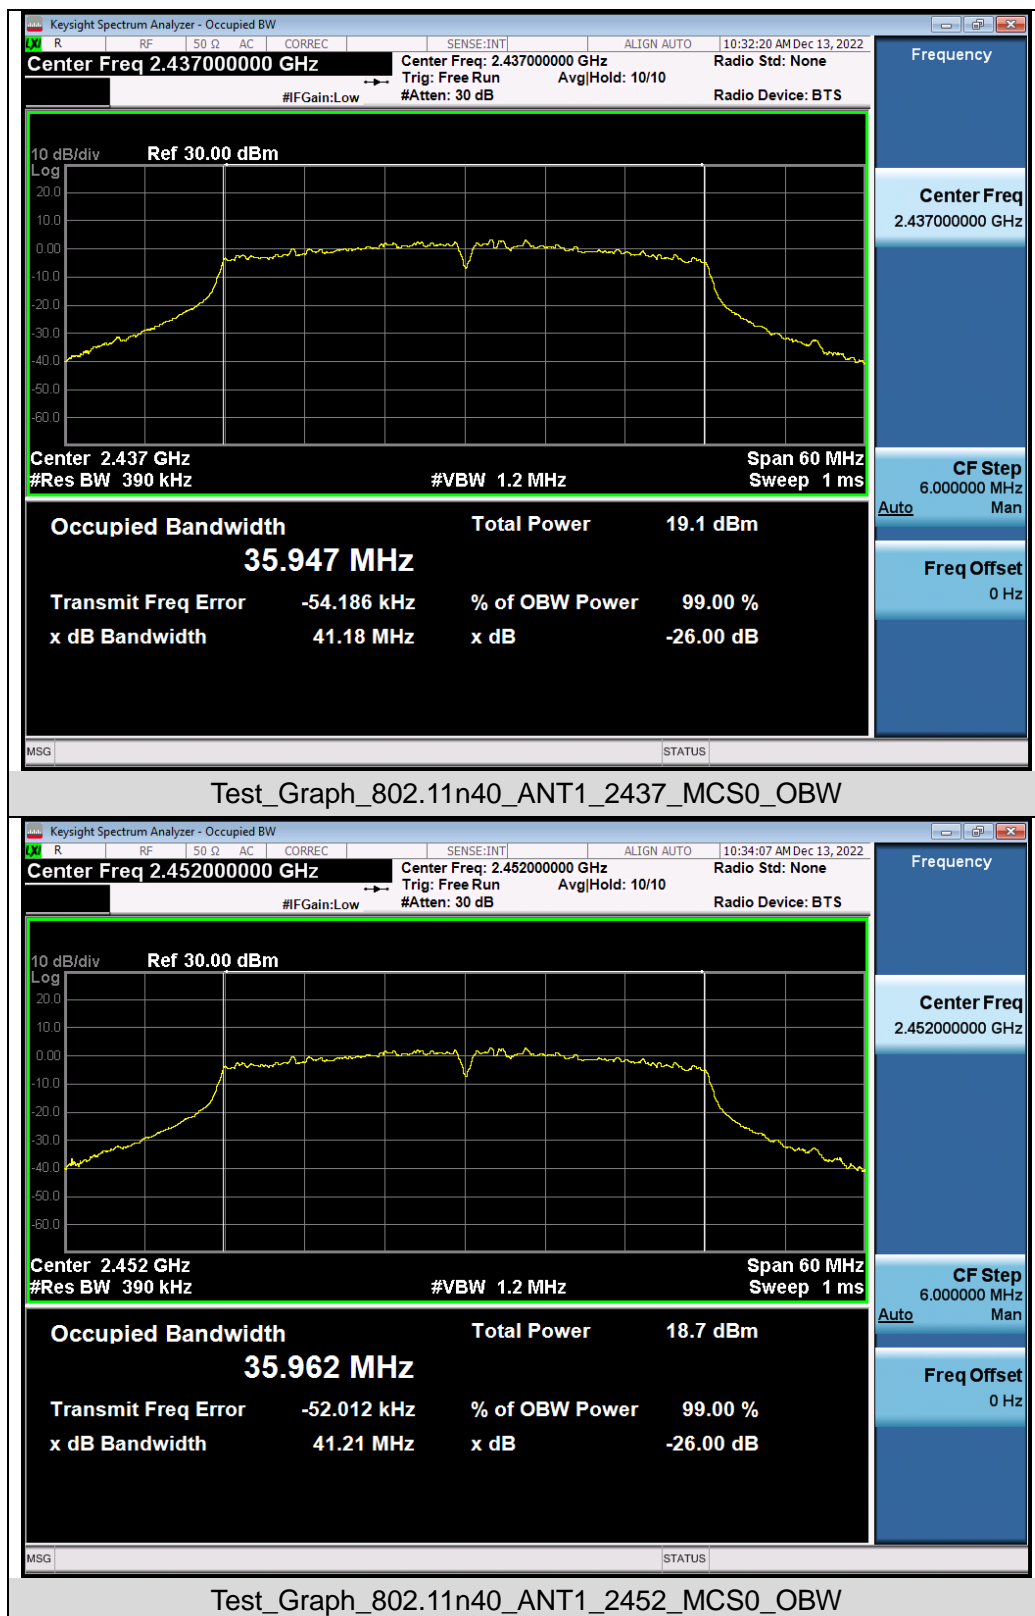 Keysight Spectrum Analyzer - Occupied BW
LXI R RF 50 Ω AC CORREC SENSE:INT ALIGN AUTO 10:32:20 AM Dec 13, 2022
Center Freq 2.437000000 GHz
Center Freq: 2.437000000 GHz Radio Std: None
Trig: Free Run Avg|Hold: 10/10
#IFGain:Low #Atten: 30 dB Radio Device: BTS
Frequency
10 dB/div Ref 30.00 dBm
Log
20.0
10.0
0.00
-10.0
-20.0
-30.0
-40.0
-50.0
-60.0
Center Freq
2.437000000 GHz
Center 2.437 GHz Span 60 MHz
#Res BW 390 kHz #VBW 1.2 MHz Sweep 1 ms
CF Step
6.000000 MHz
Auto Man
Occupied Bandwidth Total Power 19.1 dBm
35.947 MHz
Transmit Freq Error -54.186 kHz % of OBW Power 99.00 %
x dB Bandwidth 41.18 MHz x dB -26.00 dB
Freq Offset
0 Hz
MSG STATUS
Test_Graph_802.11n40_ANT1_2437_MCS0_OBW
Keysight Spectrum Analyzer - Occupied BW
LXI R RF 50 Ω AC CORREC SENSE:INT ALIGN AUTO 10:34:07 AM Dec 13, 2022
Center Freq 2.452000000 GHz
Center Freq: 2.452000000 GHz Radio Std: None
Trig: Free Run Avg|Hold: 10/10
#IFGain:Low #Atten: 30 dB Radio Device: BTS
Frequency
10 dB/div Ref 30.00 dBm
Log
20.0
10.0
0.00
-10.0
-20.0
-30.0
-40.0
-50.0
-60.0
Center Freq
2.452000000 GHz
Center 2.452 GHz Span 60 MHz
#Res BW 390 kHz #VBW 1.2 MHz Sweep 1 ms
CF Step
6.000000 MHz
Auto Man
Occupied Bandwidth Total Power 18.7 dBm
35.962 MHz
Transmit Freq Error -52.012 kHz % of OBW Power 99.00 %
x dB Bandwidth 41.21 MHz x dB -26.00 dB
Freq Offset
0 Hz
MSG STATUS
Test_Graph_802.11n40_ANT1_2452_MCS0_OBW